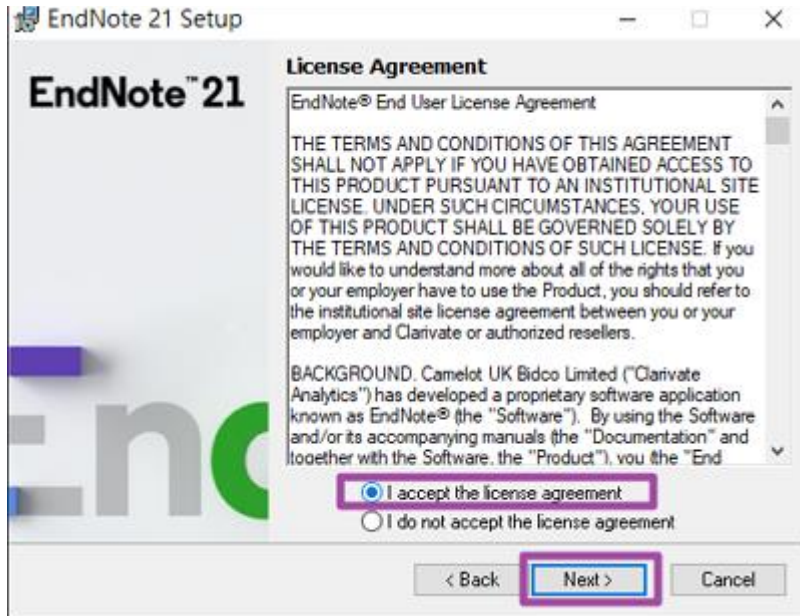 EndNote 21 Setup
EndNote™ 21
License Agreement
EndNote® End User License Agreement
THE TERMS AND CONDITIONS OF THIS AGREEMENT
SHALL NOT APPLY IF YOU HAVE OBTAINED ACCESS TO
THIS PRODUCT PURSUANT TO AN INSTITUTIONAL SITE
LICENSE. UNDER SUCH CIRCUMSTANCES, YOUR USE
OF THIS PRODUCT SHALL BE GOVERNED SOLELY BY
THE TERMS AND CONDITIONS OF SUCH LICENSE. If you
would like to understand more about all of the rights that you
or your employer have to use the Product, you should refer to
the institutional site license agreement between you or your
employer and Clarivate or authorized resellers.
BACKGROUND. Camelot UK Bidco Limited ("Clarivate
Analytics") has developed a proprietary software application
known as EndNote® (the "Software"). By using the Software
and/or its accompanying manuals (the "Documentation" and
together with the Software, the "Product"), you (the "End
I accept the license agreement
I do not accept the license agreement
< Back
Next >
Cancel